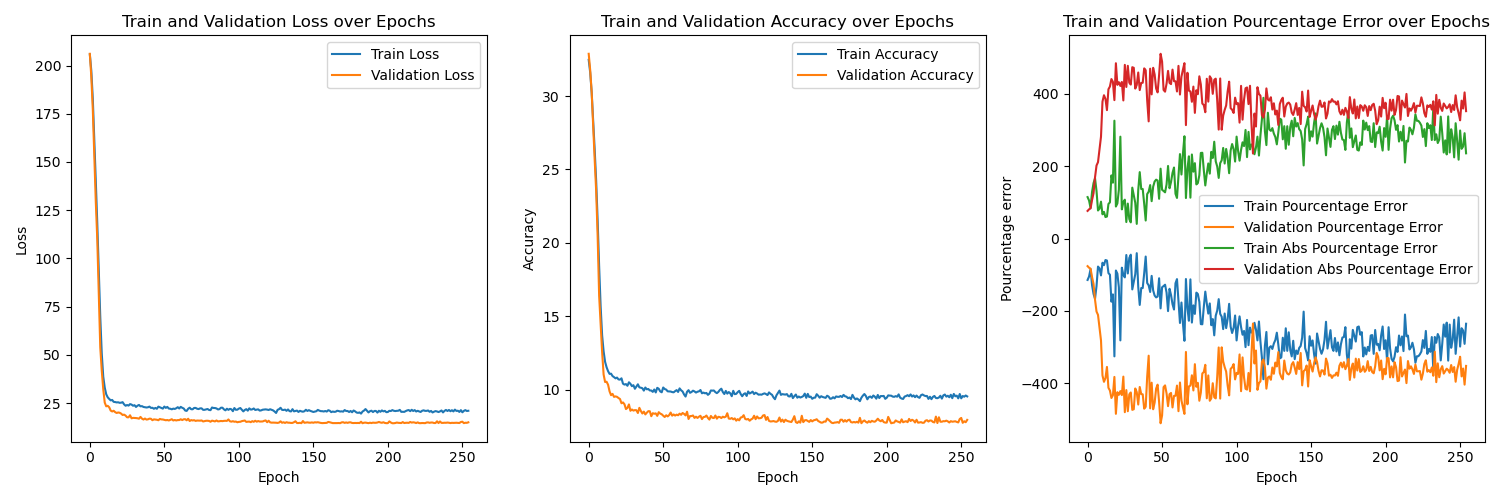 Train and Validation Loss over Epochs
Train Loss
Validation Loss
200
175
150
125
100
75
50
25
Loss
0
50
100
150
200
250
Epoch
Train and Validation Accuracy over Epochs
Train Accuracy
Validation Accuracy
30
25
20
15
10
Accuracy
0
50
100
150
200
250
Epoch
Train and Validation Pourcentage Error over Epochs
400
200
0
−200
−400
Pourcentage error
Train Pourcentage Error
Validation Pourcentage Error
Train Abs Pourcentage Error
Validation Abs Pourcentage Error
0
50
100
150
200
250
Epoch